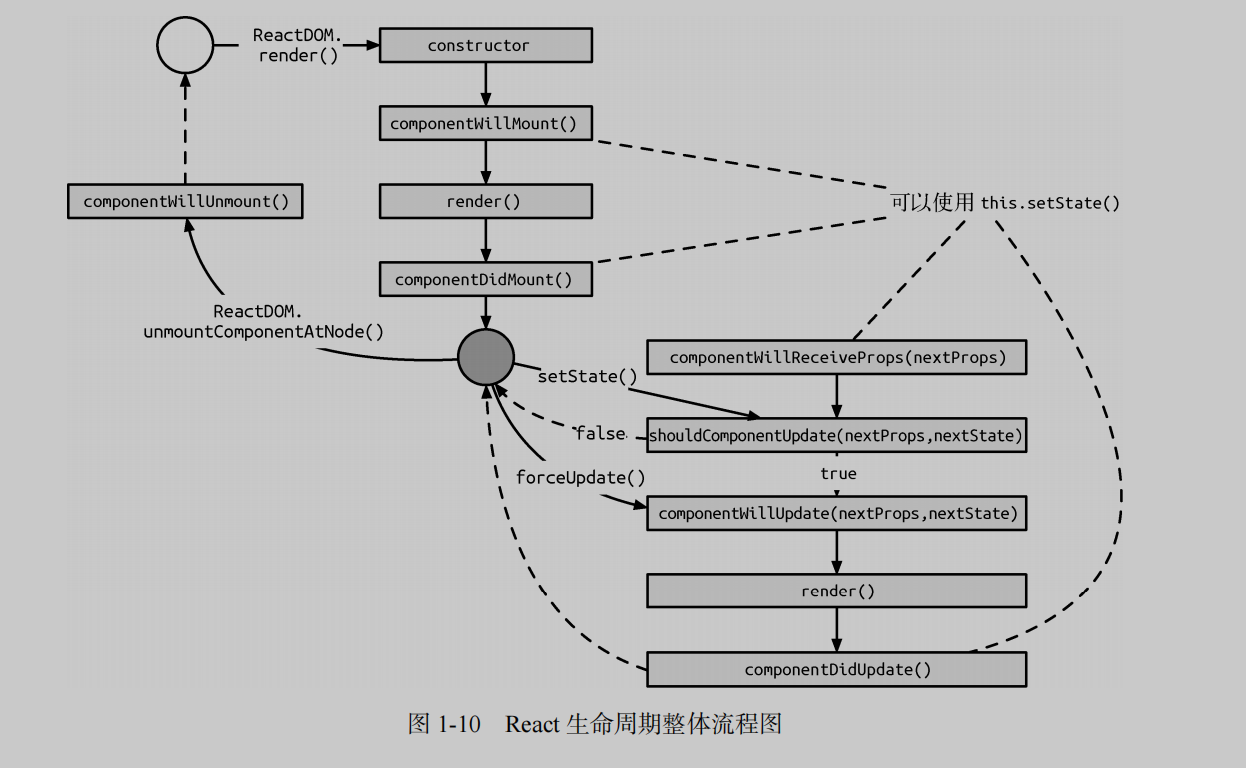 ReactDOM.
render()
constructor
componentWillMount()
componentWillUnmount()
render()
可以使用 this.setState()
componentDidMount()
ReactDOM.
unmountComponentAtNode()
componentWillReceiveProps(nextProps)
setState()
false
shouldComponentUpdate(nextProps,nextState)
true
forceUpdate()
componentWillUpdate(nextProps,nextState)
render()
componentDidUpdate()
图 1-10 React 生命周期整体流程图